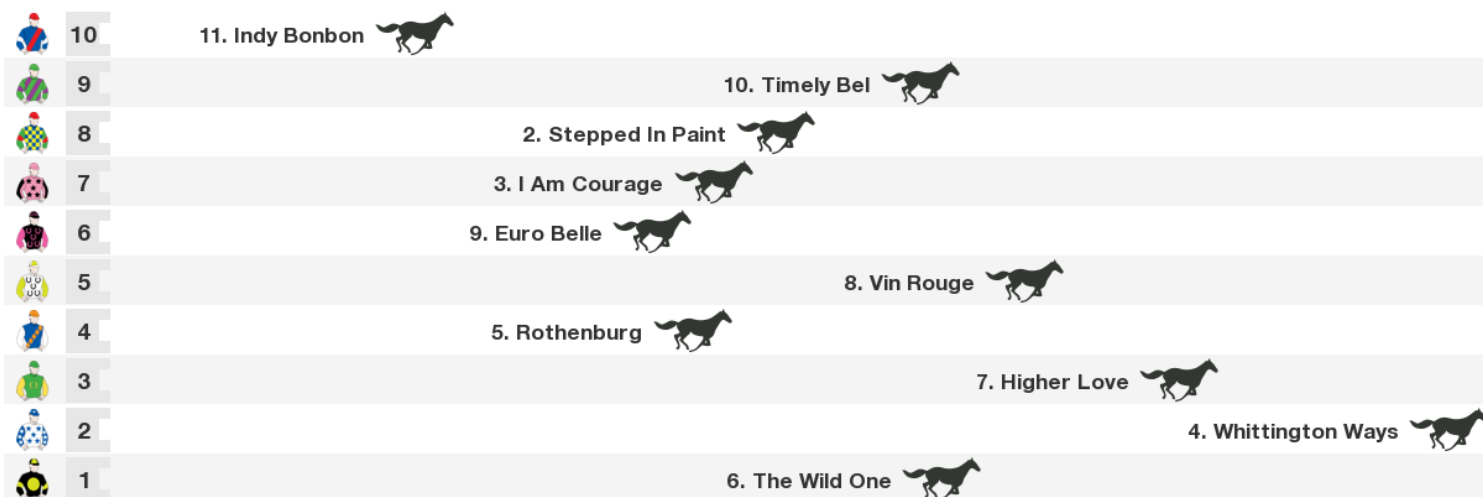 10 11. Indy Bonbon
9 10. Timely Bel
8 2. Stepped In Paint
7 3. I Am Courage
6 9. Euro Belle
5 8. Vin Rouge
4 5. Rothenburg
3 7. Higher Love
2 4. Whittington Ways
1 6. The Wild One